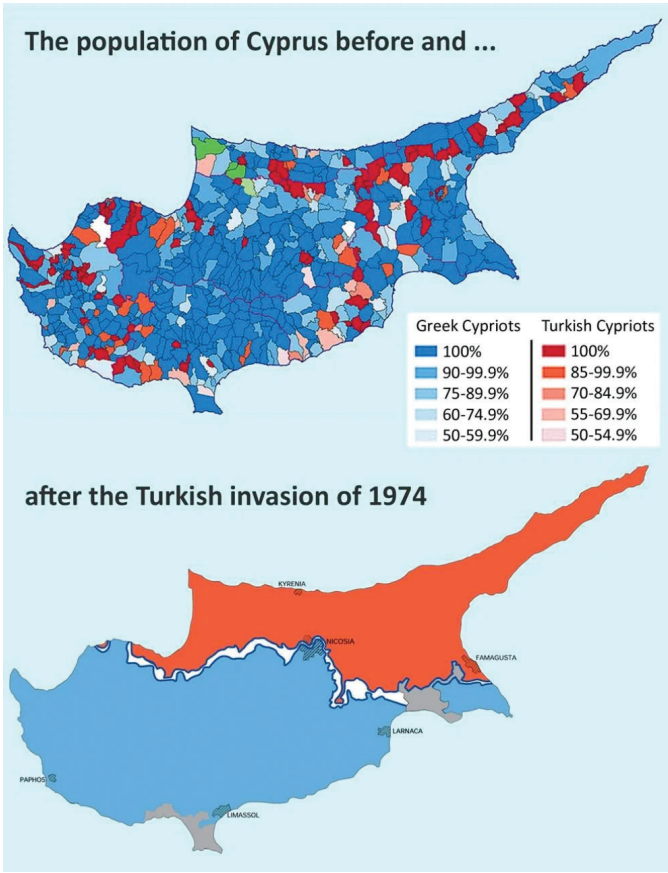 The population of Cyprus before and ...
Greek Cypriots
100%
90-99.9%
75-89.9%
60-74.9%
50-59.9%
Turkish Cypriots
100%
85-99.9%
70-84.9%
55-69.9%
50-54.9%
after the Turkish invasion of 1974
KYRENIA
NICOSIA
FAMAGUSTA
LARNACA
PAPHOS
LIMASSOL